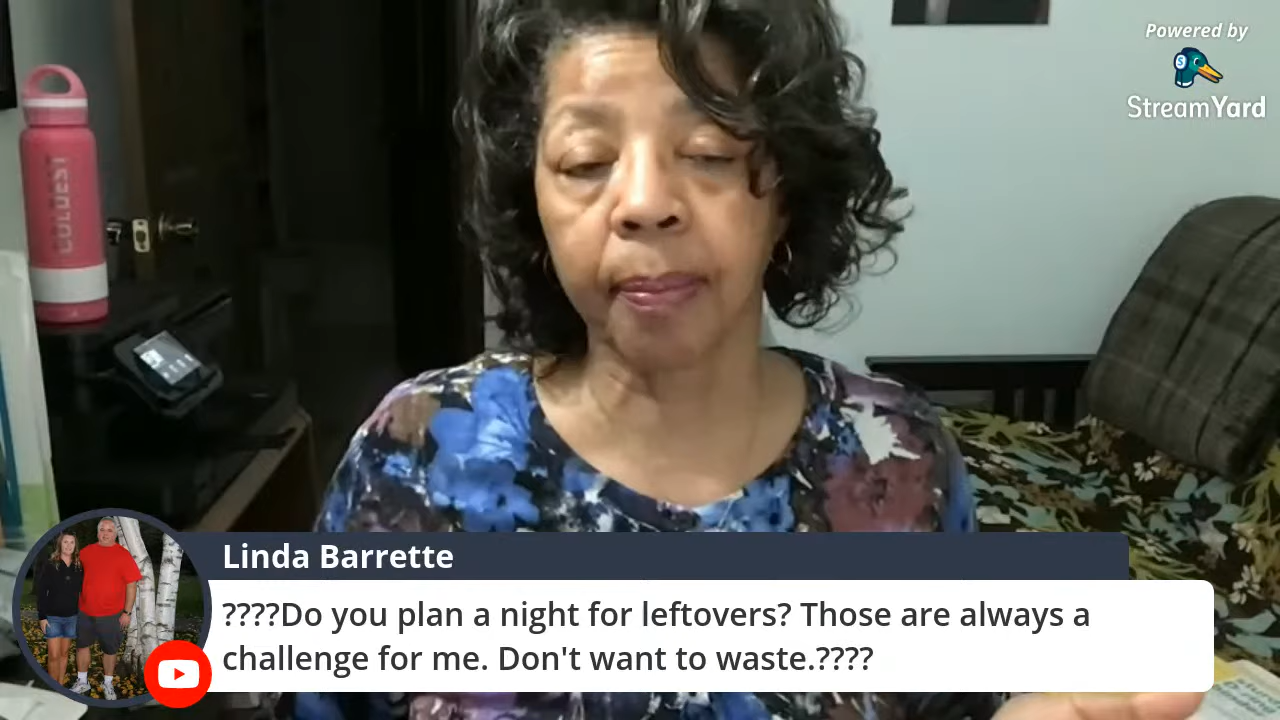 Powered by
StreamYard
COLDEST
Linda Barrette
????Do you plan a night for leftovers? Those are always a
challenge for me. Don't want to waste.????